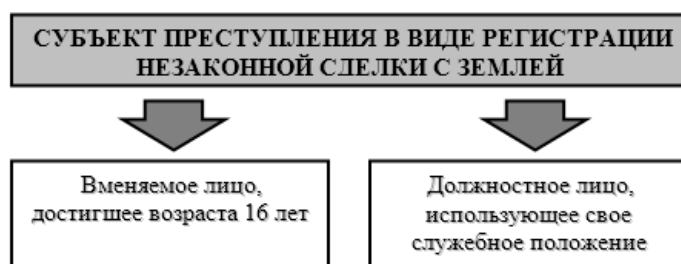 СУБЪЕКТ ПРЕСТУПЛЕНИЯ В ВИДЕ РЕГИСТРАЦИИ
НЕЗАКОННОЙ СДЕЛКИ С ЗЕМЛЕЙ
Вменяемое лицо,
достигшее возраста 16 лет
Должностное лицо,
использующее свое
служебное положение